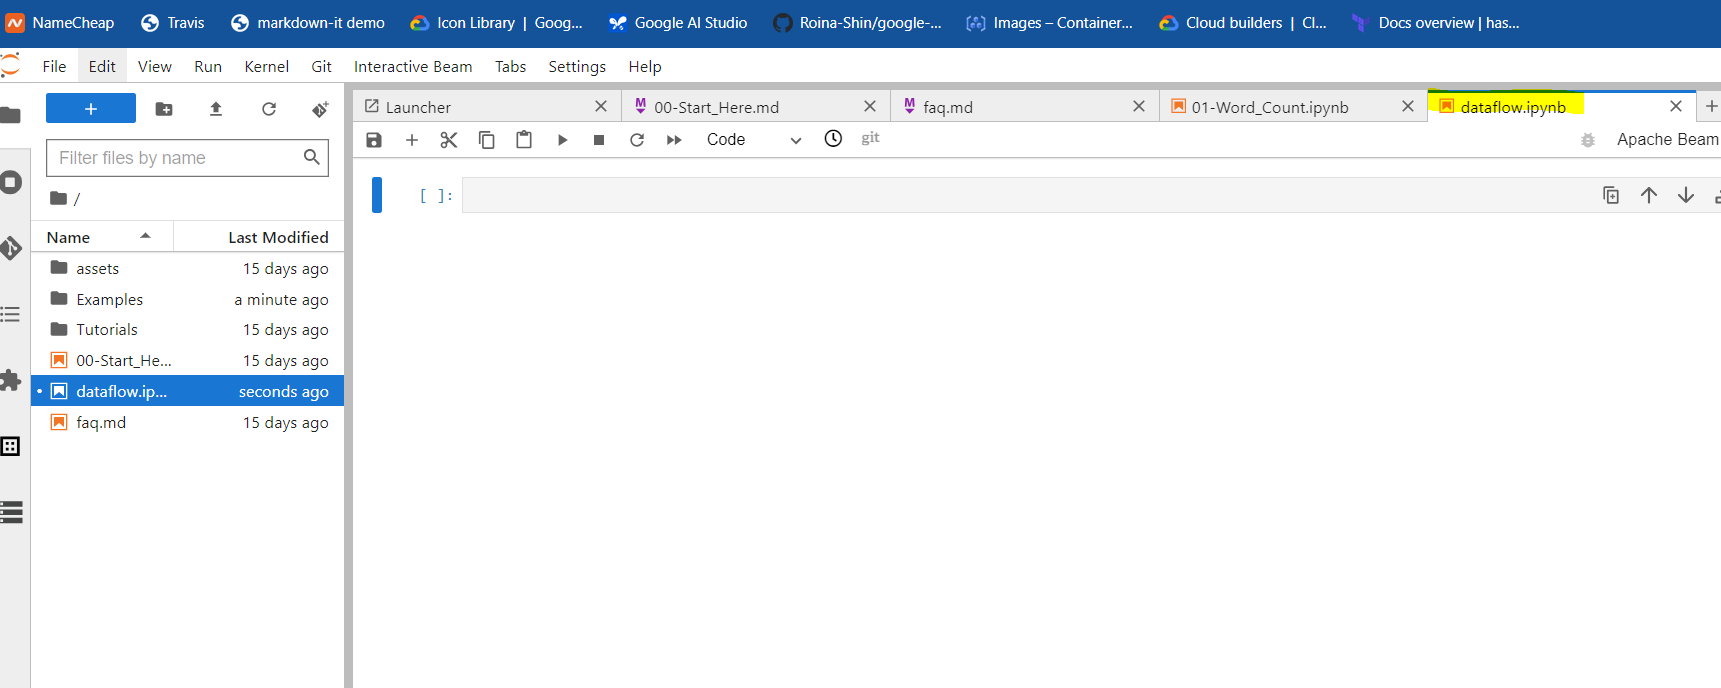 NameCheap Travis markdown-it demo Icon Library | Goog... Google AI Studio Roina-Shin/google-... Images – Container... Cloud builders | Cl... Docs overview | has...
File Edit View Run Kernel Git Interactive Beam Tabs Settings Help
+
Filter files by name
/
Name Last Modified
assets 15 days ago
Examples a minute ago
Tutorials 15 days ago
00-Start_He... 15 days ago
dataflow.ip... seconds ago
faq.md 15 days ago
Launcher M 00-Start_Here.md M faq.md 01-Word_Count.ipynb dataflow.ipynb +
Code git Apache Beam
[ ]: